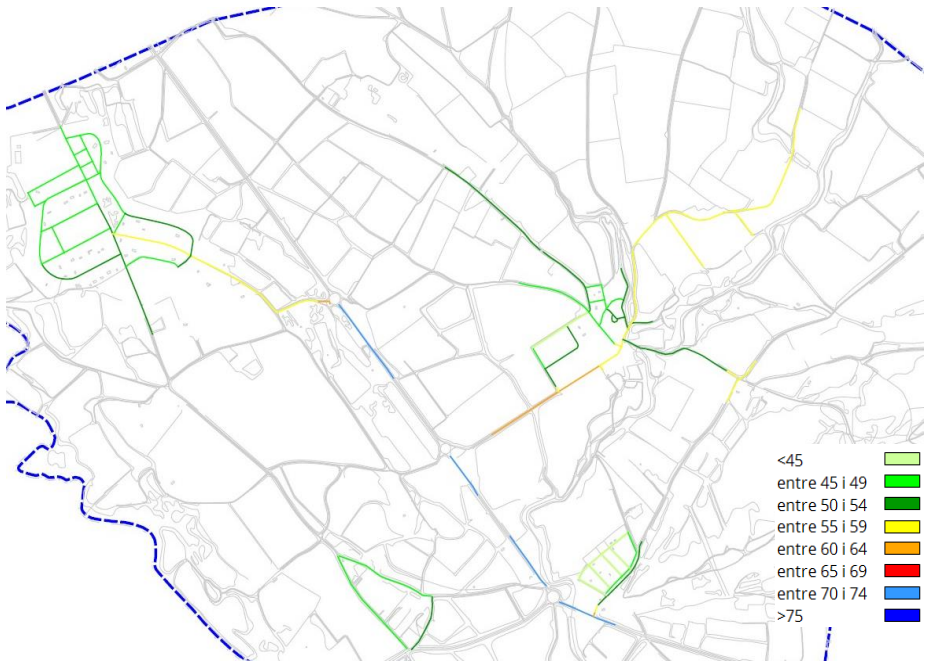 <45
entre 45 i 49
entre 50 i 54
entre 55 i 59
entre 60 i 64
entre 65 i 69
entre 70 i 74
>75